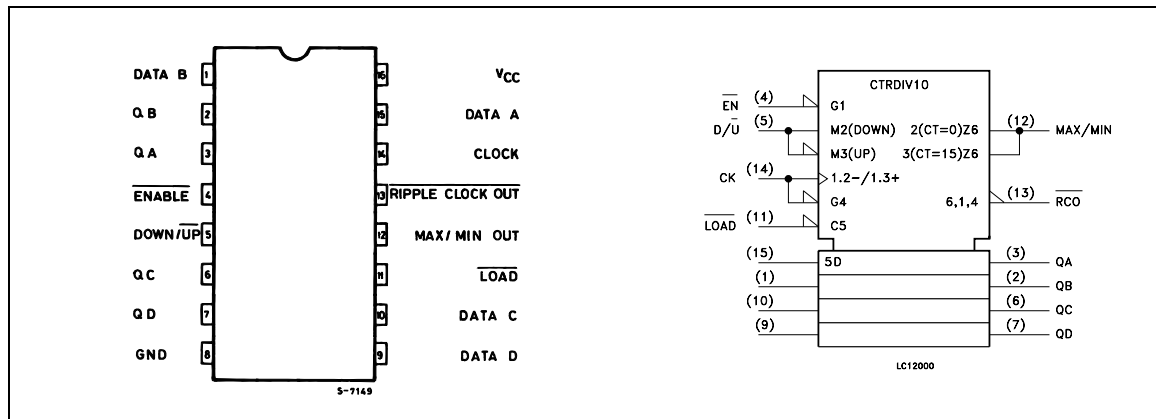 DATA B 1
QB 2
QA 3
ENABLE 4
DOWN/UP 5
QC 6
QD 7
GND 8
16 VCC
15 DATA A
14 CLOCK
13 RIPPLE CLOCK OUT
12 MAX/MIN OUT
11 LOAD
10 DATA C
9 DATA D
S-7149
CTRDIV10
EN (4) G1
D/U (5) M2(DOWN) 2(CT=0)Z6 (12) MAX/MIN
M3(UP) 3(CT=15)Z6
CK (14) 1.2-/1.3+
G4 6,1,4 (13) RCO
LOAD (11) C5
(15) 5D (3) QA
(1) (2) QB
(10) (6) QC
(9) (7) QD
LC12000